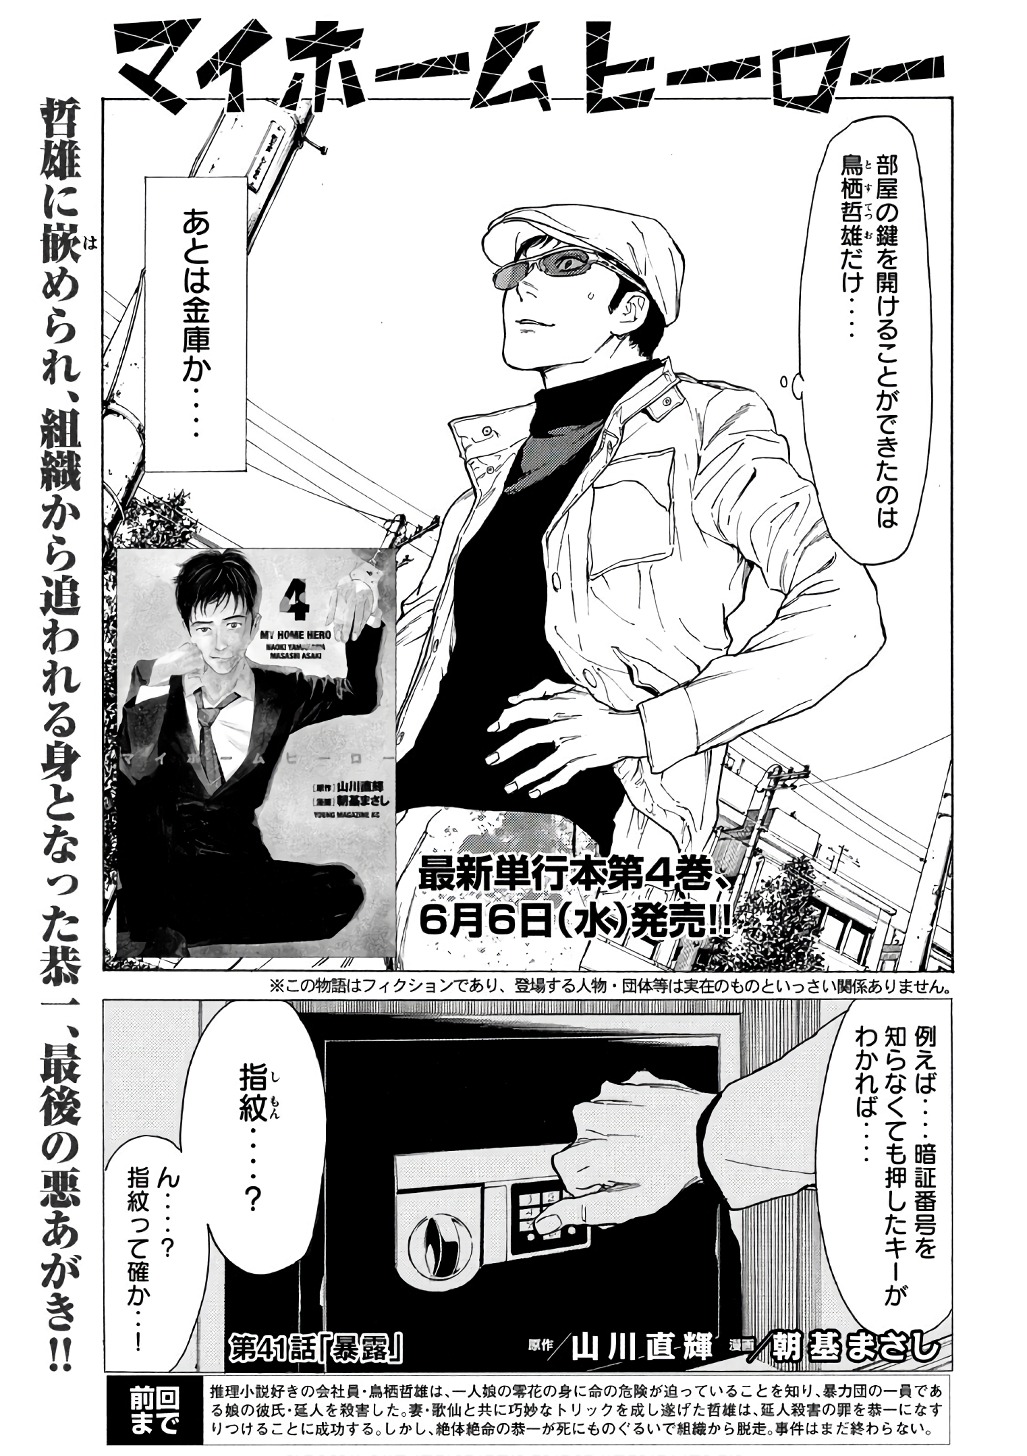 マイホームヒーロー
哲雄に嵌められ、組織から追われる身となった恭一、最後の悪あがき!!
は
部屋の鍵を開けることができたのは
鳥栖哲雄だけ‥‥
とすてつお
あとは金庫か‥‥
4
MY HOME HERO
NAOKI YAMAKAWA
MASASHI ASAKI
マイホームヒーロー
[原作]山川直輝
[漫画]朝基まさし
YOUNG MAGAZINE KC
最新単行本第4巻、
6月6日(水)発売!!
※この物語はフィクションであり、登場する人物・団体等は実在のものといっさい関係ありません。
例えば‥‥暗証番号を
知らなくても押したキーが
わかれば‥‥
指紋‥‥‥?
しもん
ん‥‥?
指紋って確か‥‥!
第41話「暴露」
原作/山川直輝 漫画/朝基まさし
前回
まで
推理小説好きの会社員・鳥栖哲雄は、一人娘の零花の身に命の危険が迫っていることを知り、暴力団の一員であ
る娘の彼氏・延人を殺害した。妻・歌仙と共に巧妙なトリックを成し遂げた哲雄は、延人殺害の罪を恭一になす
りつけることに成功する。しかし、絶体絶命の恭一が死にものぐるいで組織から脱走。事件はまだ終わらない。